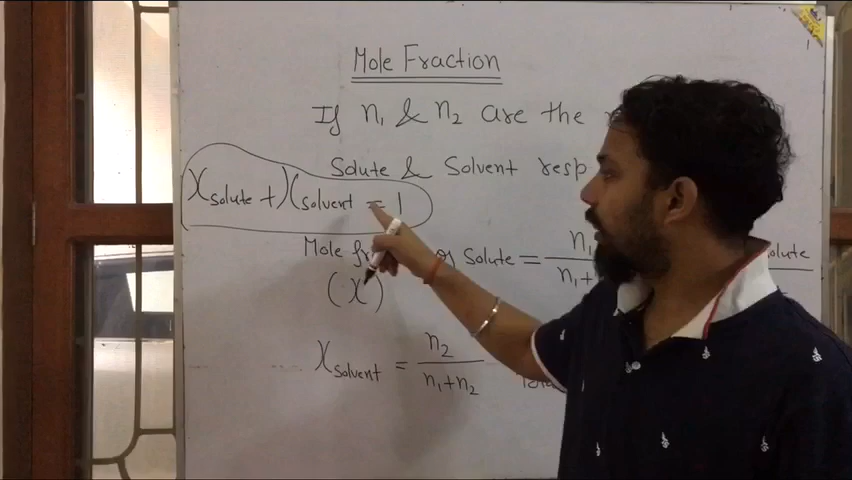 Mole Fraction
If n₁ & n₂ are the
Solute & Solvent resp
X solute + X solvent = 1
Mole of Solute = n₁ / n₁+
(X)
X solvent = n₂ / n₁+n₂